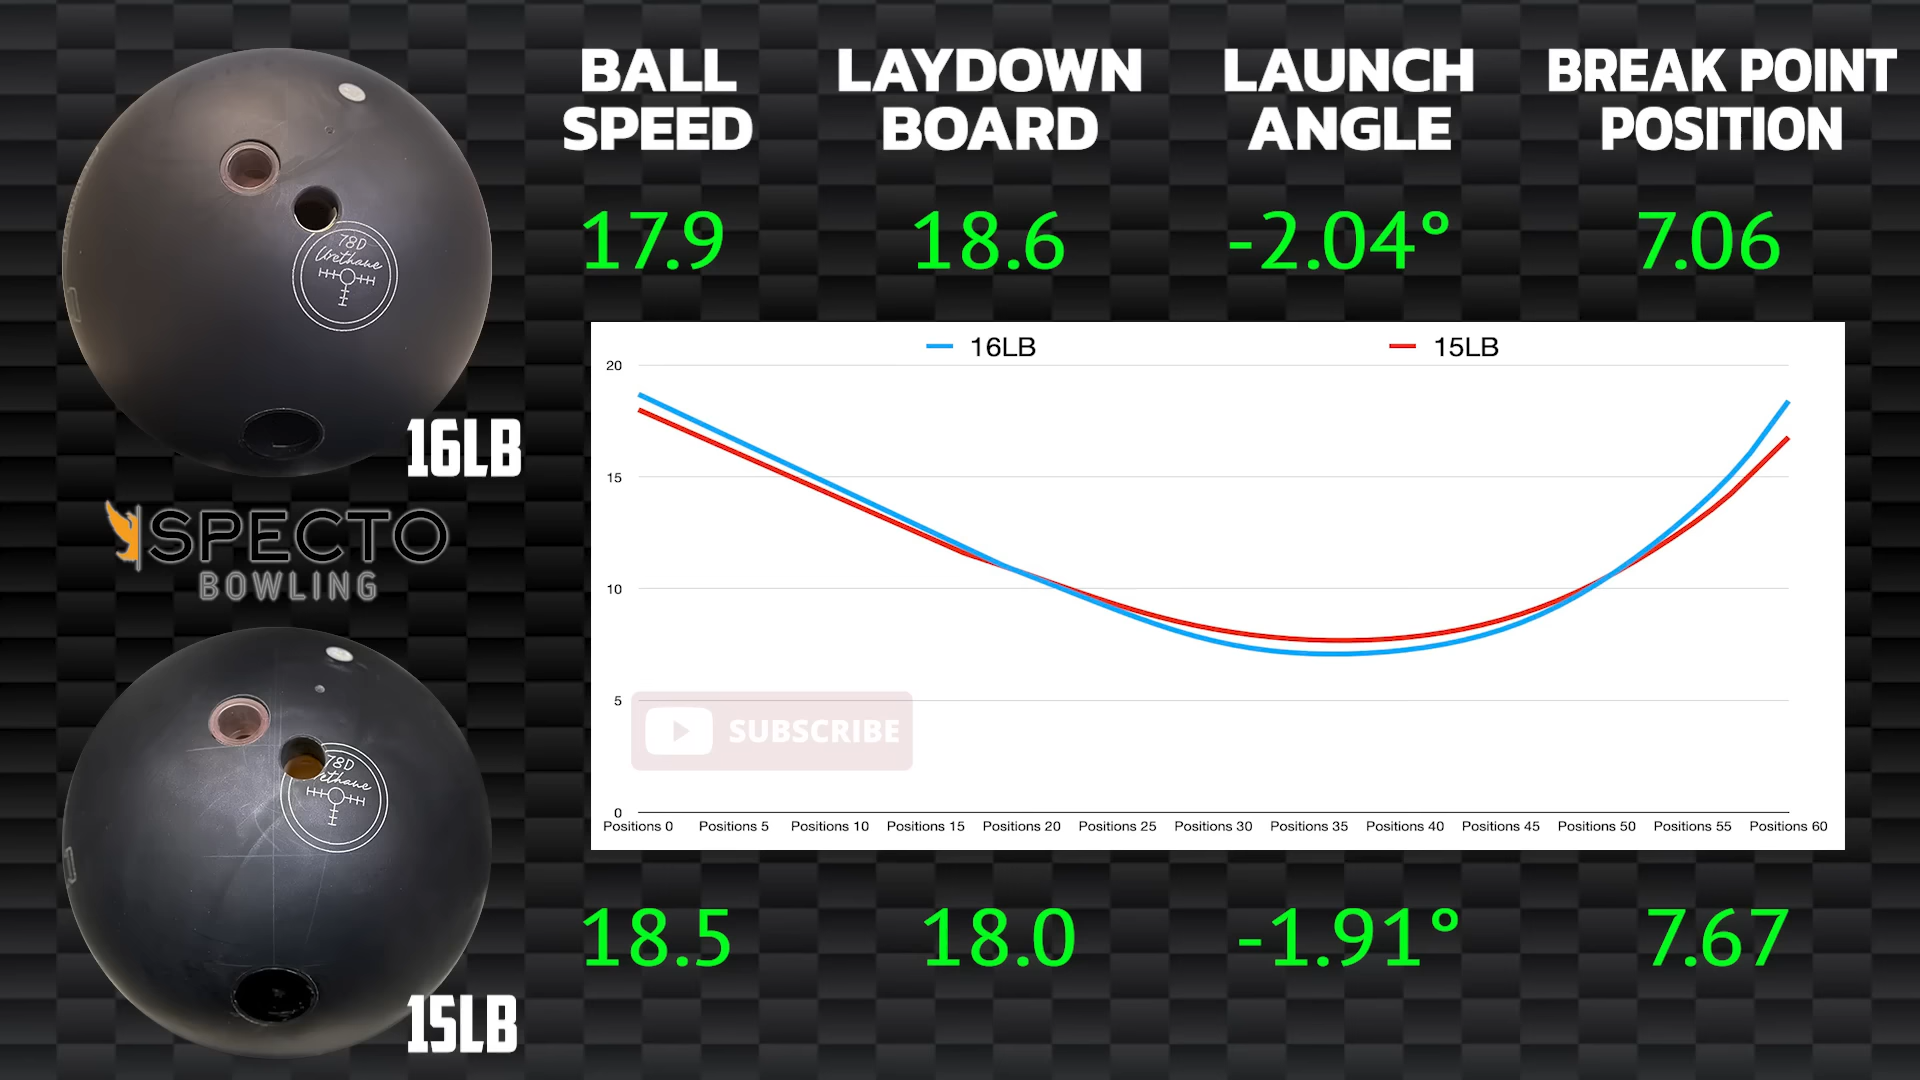 BALL SPEED
LAYDOWN BOARD
LAUNCH ANGLE
BREAK POINT POSITION
17.9
18.6
-2.04°
7.06
78D
Urethane
16LB
SPECTO
BOWLING
16LB
15LB
20
15
10
5
0
Positions 0
Positions 5
Positions 10
Positions 15
Positions 20
Positions 25
Positions 30
Positions 35
Positions 40
Positions 45
Positions 50
Positions 55
Positions 60
SUBSCRIBE
78D
ethane
15LB
18.5
18.0
-1.91°
7.67